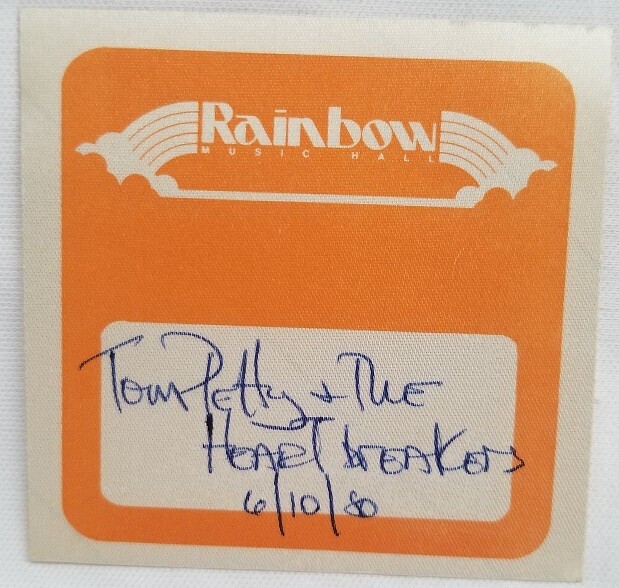 Rainbow
MUSIC HALL
Tom Petty + The
HEARTBREAKERS
6/10/80